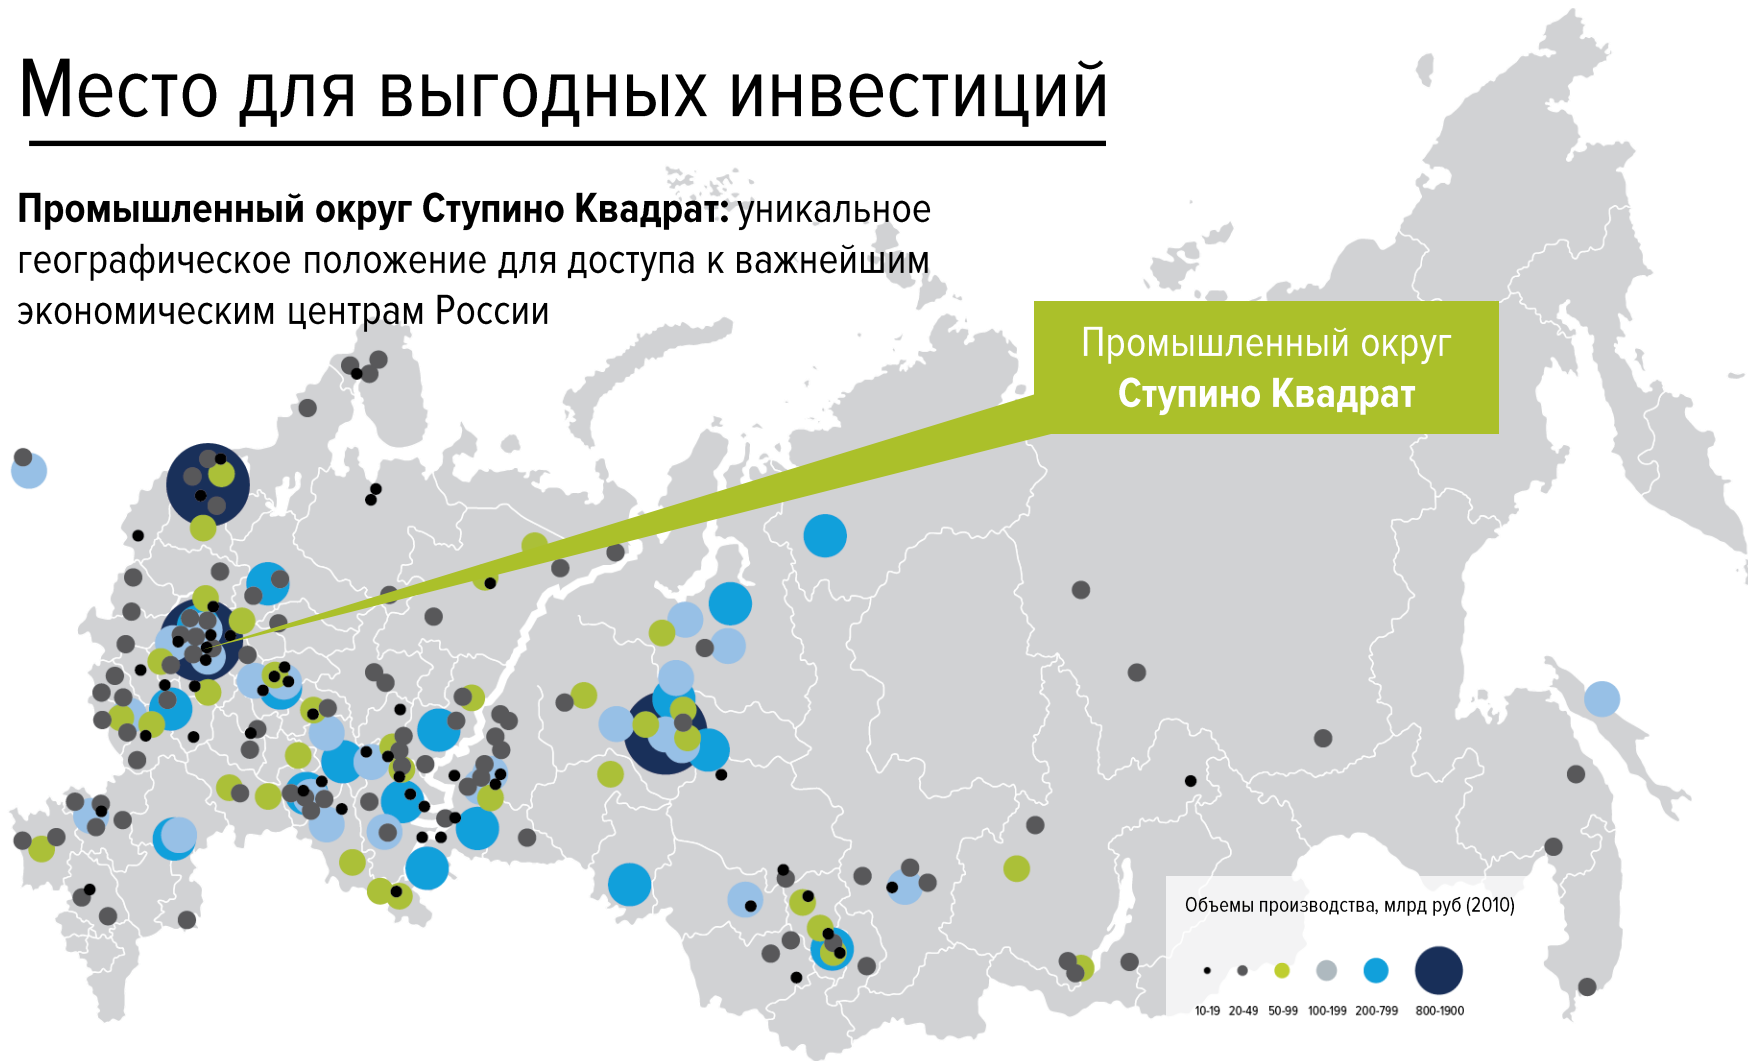 Место для выгодных инвестиций
Промышленный округ Ступино Квадрат: уникальное
географическое положение для доступа к важнейшим
экономическим центрам России
Промышленный округ
Ступино Квадрат
Объемы производства, млрд руб (2010)
10-19 20-49 50-99 100-199 200-799 800-1900